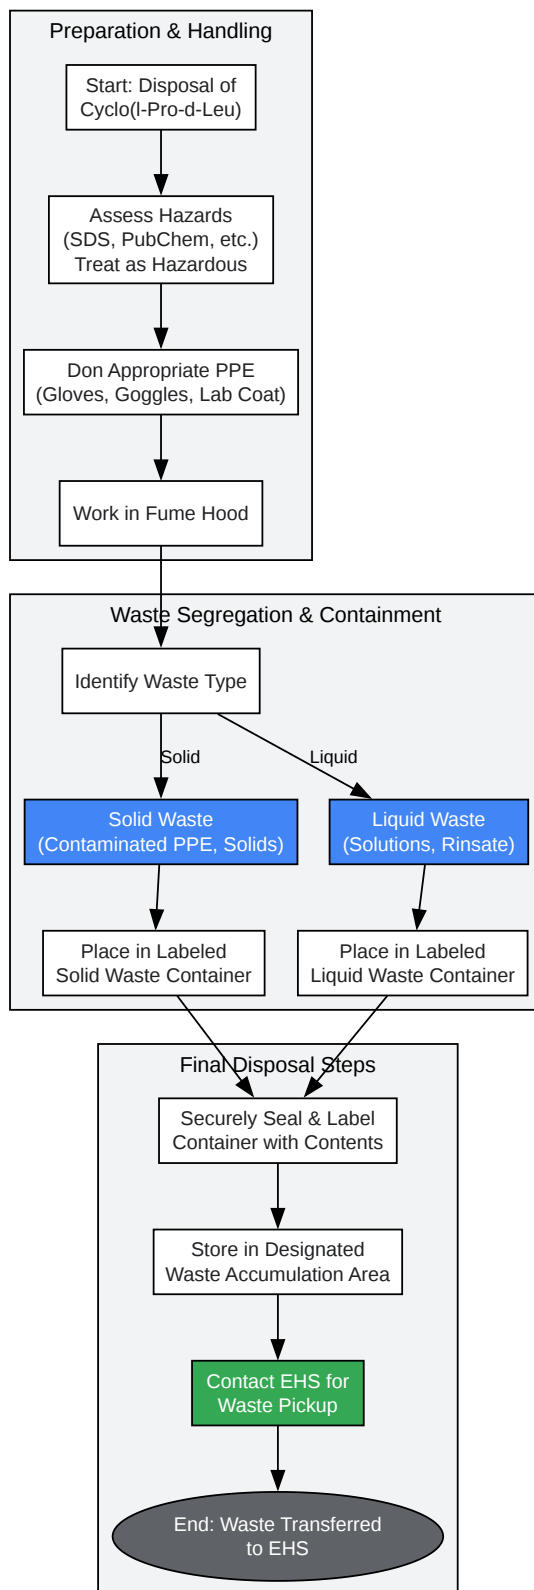 Preparation & Handling
Start: Disposal of
Cyclo(l-Pro-d-Leu)
Assess Hazards
(SDS, PubChem, etc.)
Treat as Hazardous
Don Appropriate PPE
(Gloves, Goggles, Lab Coat)
Work in Fume Hood
Waste Segregation & Containment
Identify Waste Type
Solid
Liquid
Solid Waste
(Contaminated PPE, Solids)
Liquid Waste
(Solutions, Rinsate)
Place in Labeled
Solid Waste Container
Place in Labeled
Liquid Waste Container
Final Disposal Steps
Securely Seal & Label
Container with Contents
Store in Designated
Waste Accumulation Area
Contact EHS for
Waste Pickup
End: Waste Transferred
to EHS